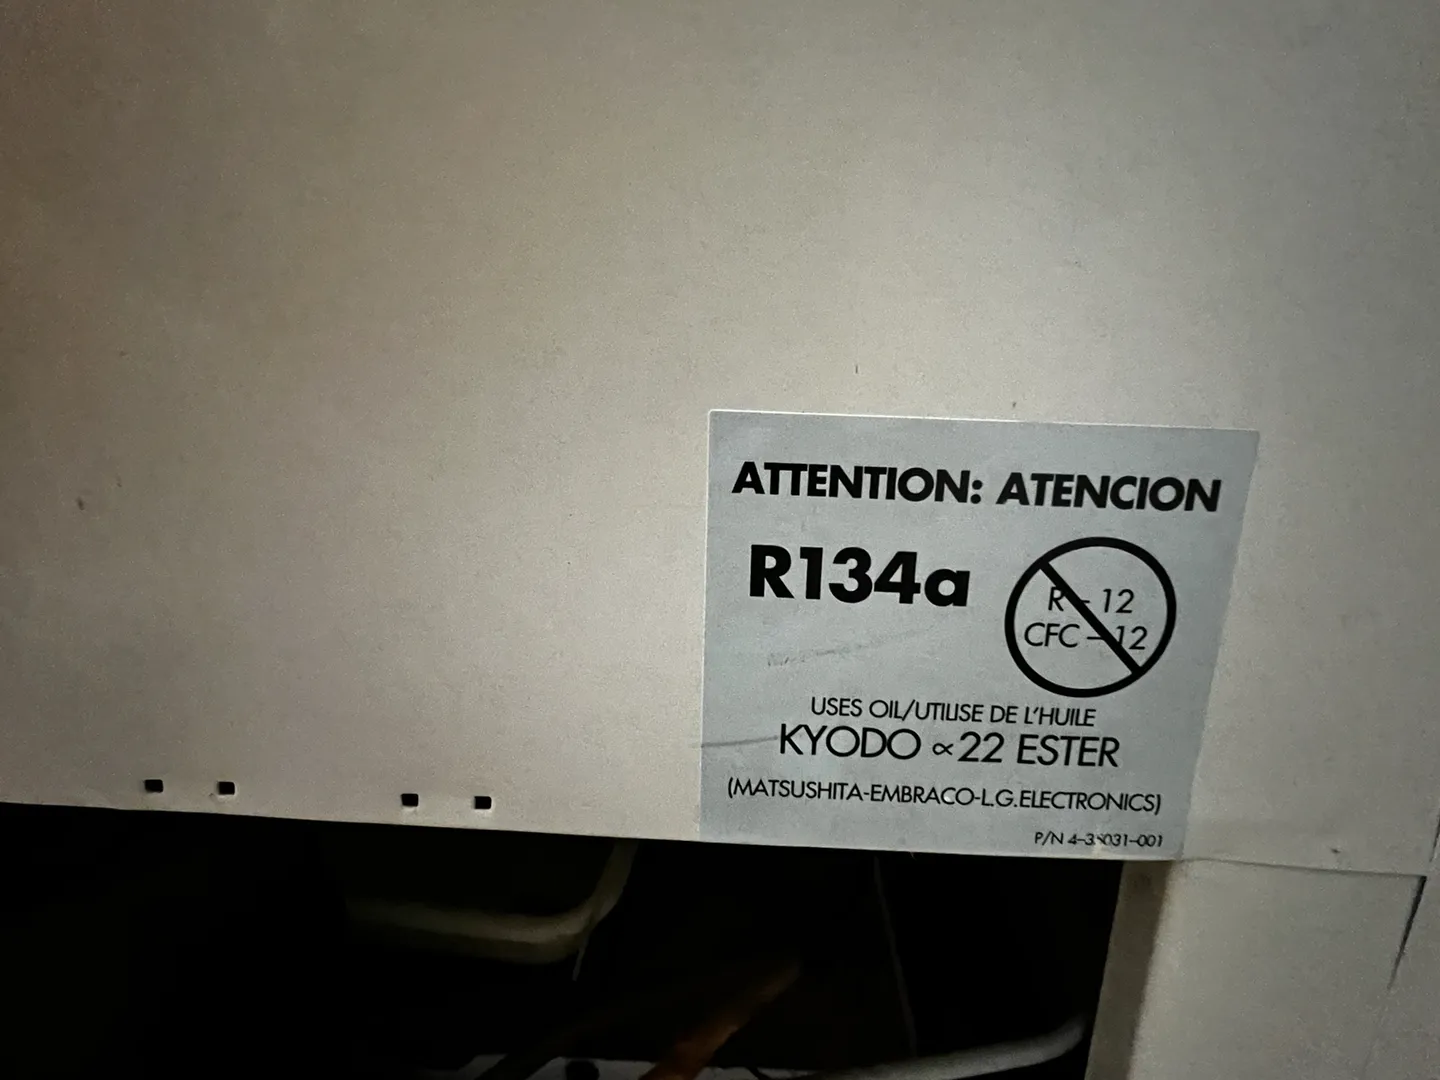 ATTENTION: ATENCION
R134a
R - 12
CFC - 12
USES OIL/UTILISE DE L'HUILE
KYODO ∝22 ESTER
(MATSUSHITA-EMBRACO-L.G.ELECTRONICS)
P/N